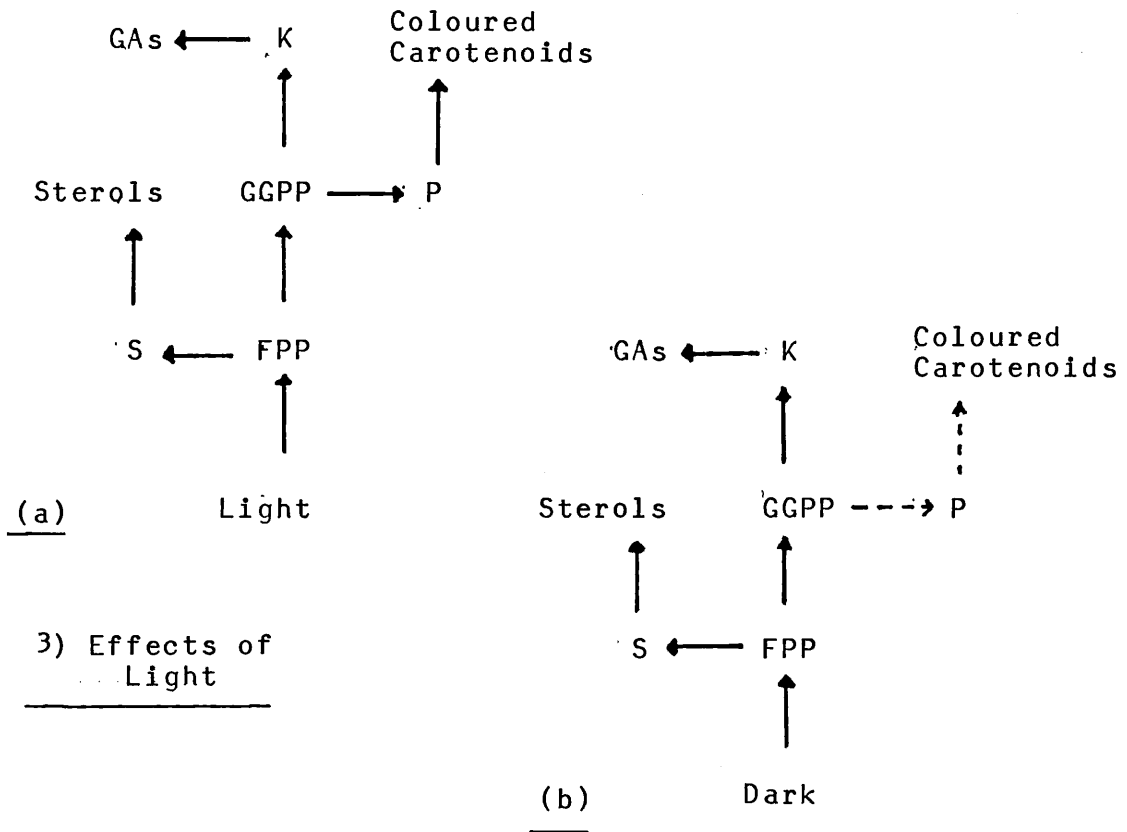 GAs K
Coloured
Carotenoids
Sterols GGPP P
S FPP
(a) Light
3) Effects of
Light
GAs K
Coloured
Carotenoids
Sterols GGPP P
S FPP
(b) Dark